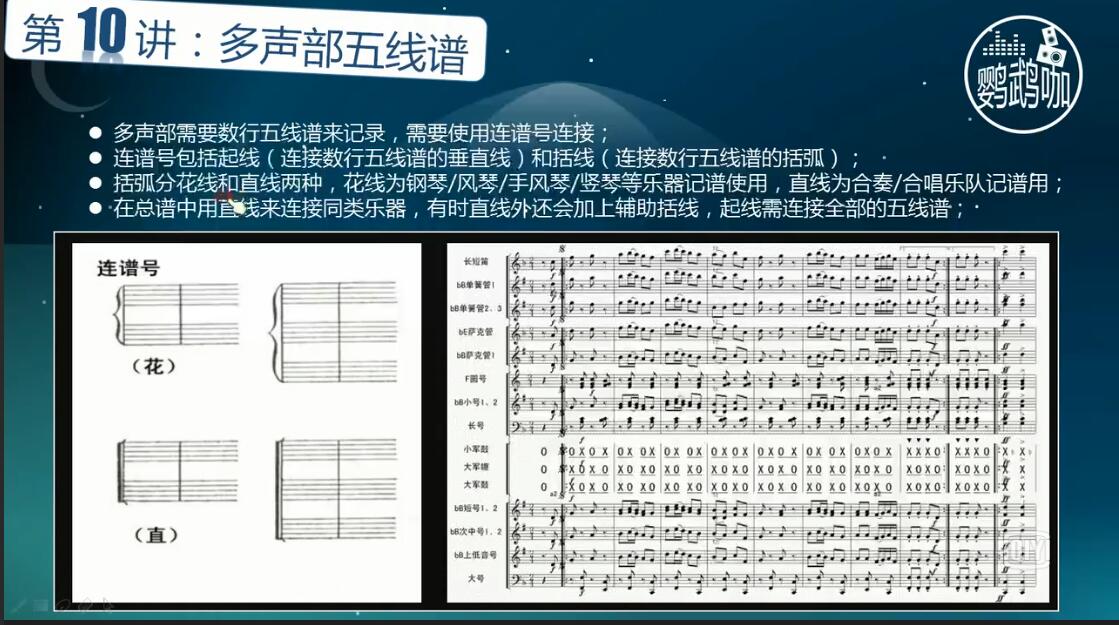 第10讲：多声部五线谱
鹦鹉咖
● 多声部需要数行五线谱来记录，需要使用连谱号连接；
● 连谱号包括起线（连接数行五线谱的垂直线）和括线（连接数行五线谱的括弧）；
● 括弧分花线和直线两种，花线为钢琴/风琴/手风琴/竖琴等乐器记谱使用，直线为合奏/合唱乐队记谱用；
● 在总谱中用直线来连接同类乐器，有时直线外还会加上辅助括线，起线需连接全部的五线谱；
连谱号
（花）
（直）
长短笛
bB单簧管1
bB单簧管2、3
bE萨克管
bB萨克管1
F圆号
bB小号1、2
长号
小军鼓
大军镲
大军鼓
bB短号1、2
bB次中号1、2
bB上低音号
大号